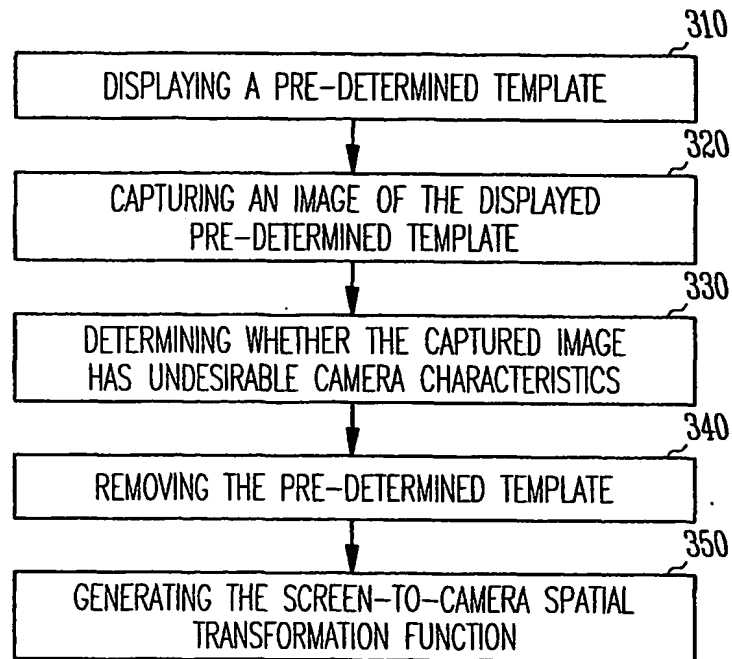 310
DISPLAYING A PRE-DETERMINED TEMPLATE
320
CAPTURING AN IMAGE OF THE DISPLAYED
PRE-DETERMINED TEMPLATE
330
DETERMINING WHETHER THE CAPTURED IMAGE
HAS UNDESIRABLE CAMERA CHARACTERISTICS
340
REMOVING THE PRE-DETERMINED TEMPLATE
350
GENERATING THE SCREEN-TO-CAMERA SPATIAL
TRANSFORMATION FUNCTION